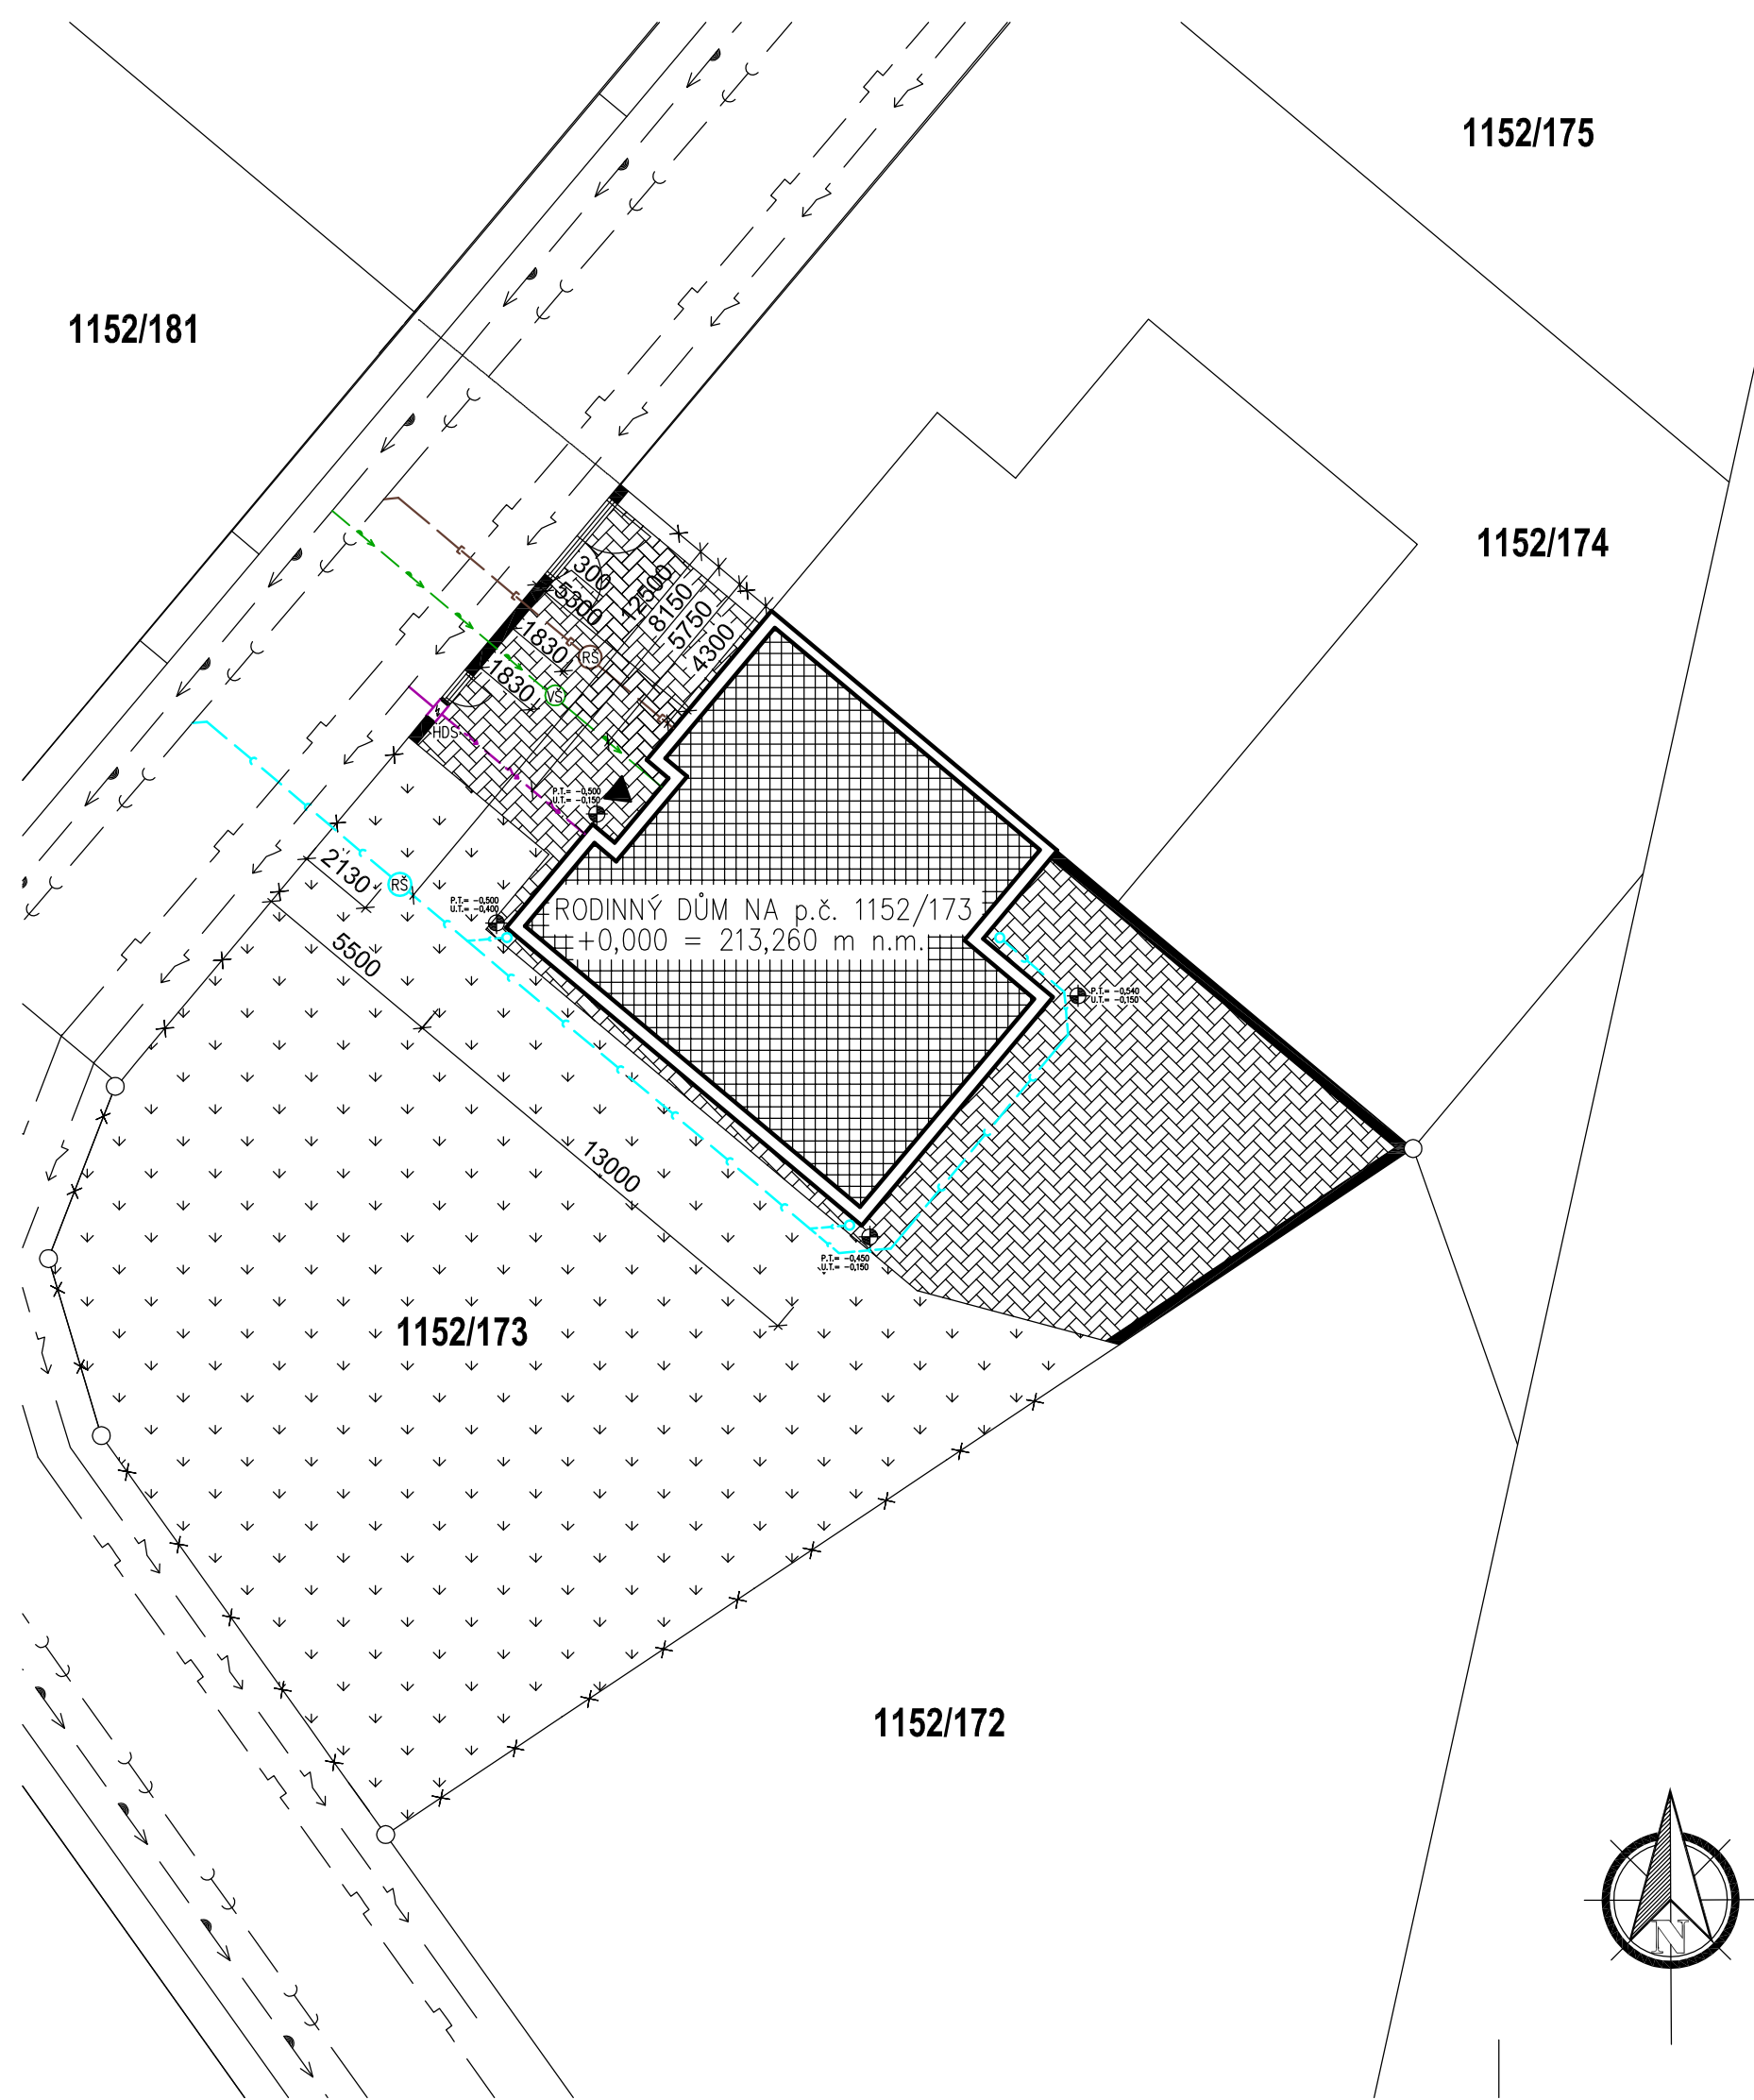 1152/175
1152/181
1152/174
300
5300
12500
8150
5750
4300
1830
1830
RŠ
VŠ
HDS
P.T.= -0,500
U.T.= -0,150
2130
RŠ
P.T.= -0,500
U.T.= -0,400
RODINNÝ DŮM NA p.č. 1152/173
+0,000 = 213,260 m n.m.
5500
P.T.= -0,540
U.T.= -0,150
13000
P.T.= -0,450
U.T.= -0,150
1152/173
1152/172
N